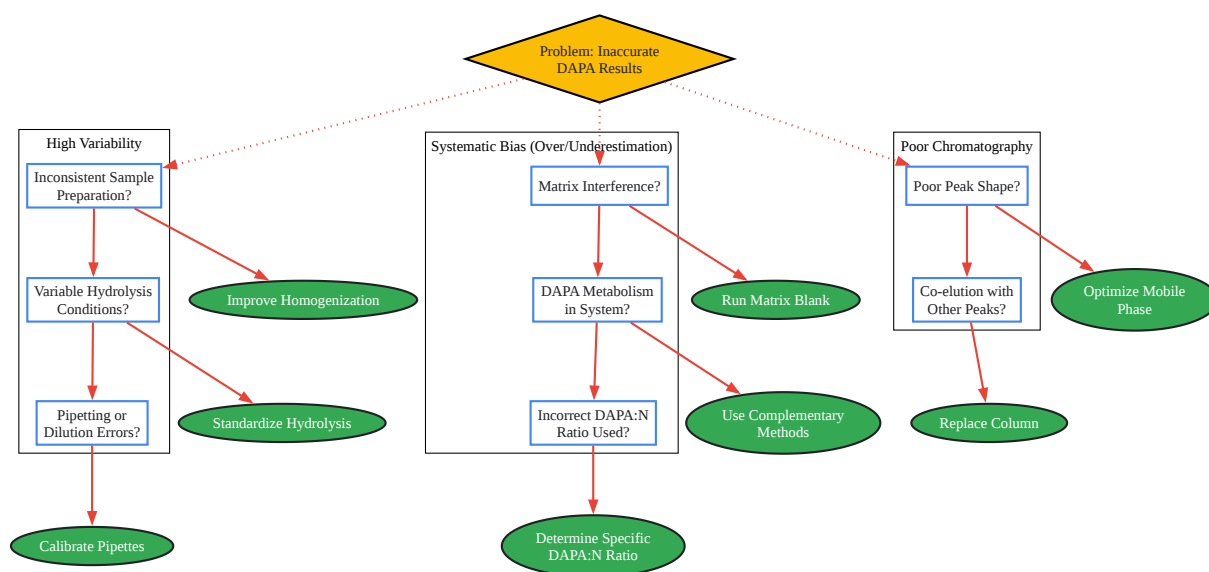 Problem: Inaccurate
DAPA Results
High Variability
Inconsistent Sample
Preparation?
Variable Hydrolysis
Conditions?
Pipetting or
Dilution Errors?
Improve Homogenization
Standardize Hydrolysis
Calibrate Pipettes
Systematic Bias (Over/Underestimation)
Matrix Interference?
DAPA Metabolism
in System?
Incorrect DAPA:N
Ratio Used?
Run Matrix Blank
Use Complementary
Methods
Determine Specific
DAPA:N Ratio
Poor Chromatography
Poor Peak Shape?
Co-elution with
Other Peaks?
Optimize Mobile
Phase
Replace Column